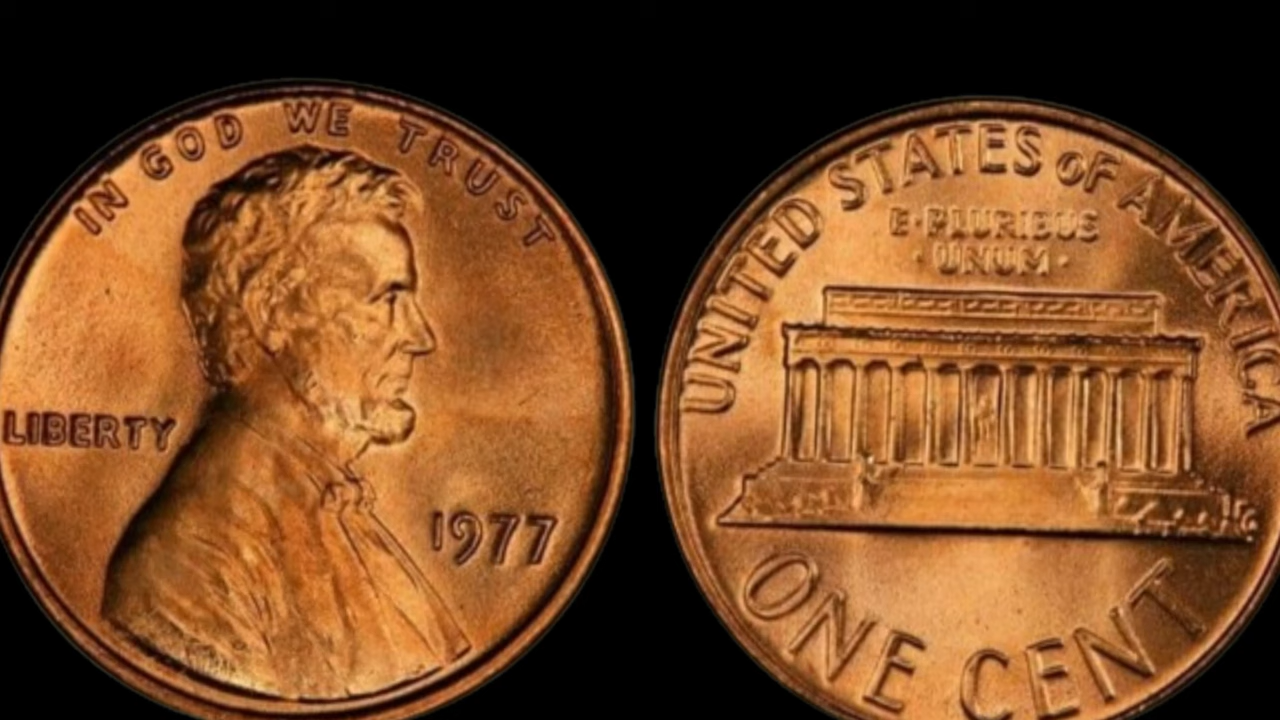 IN GOD WE TRUST
LIBERTY
1977
UNITED STATES OF AMERICA
E·PLURIBUS
·UNUM·
ONE CENT